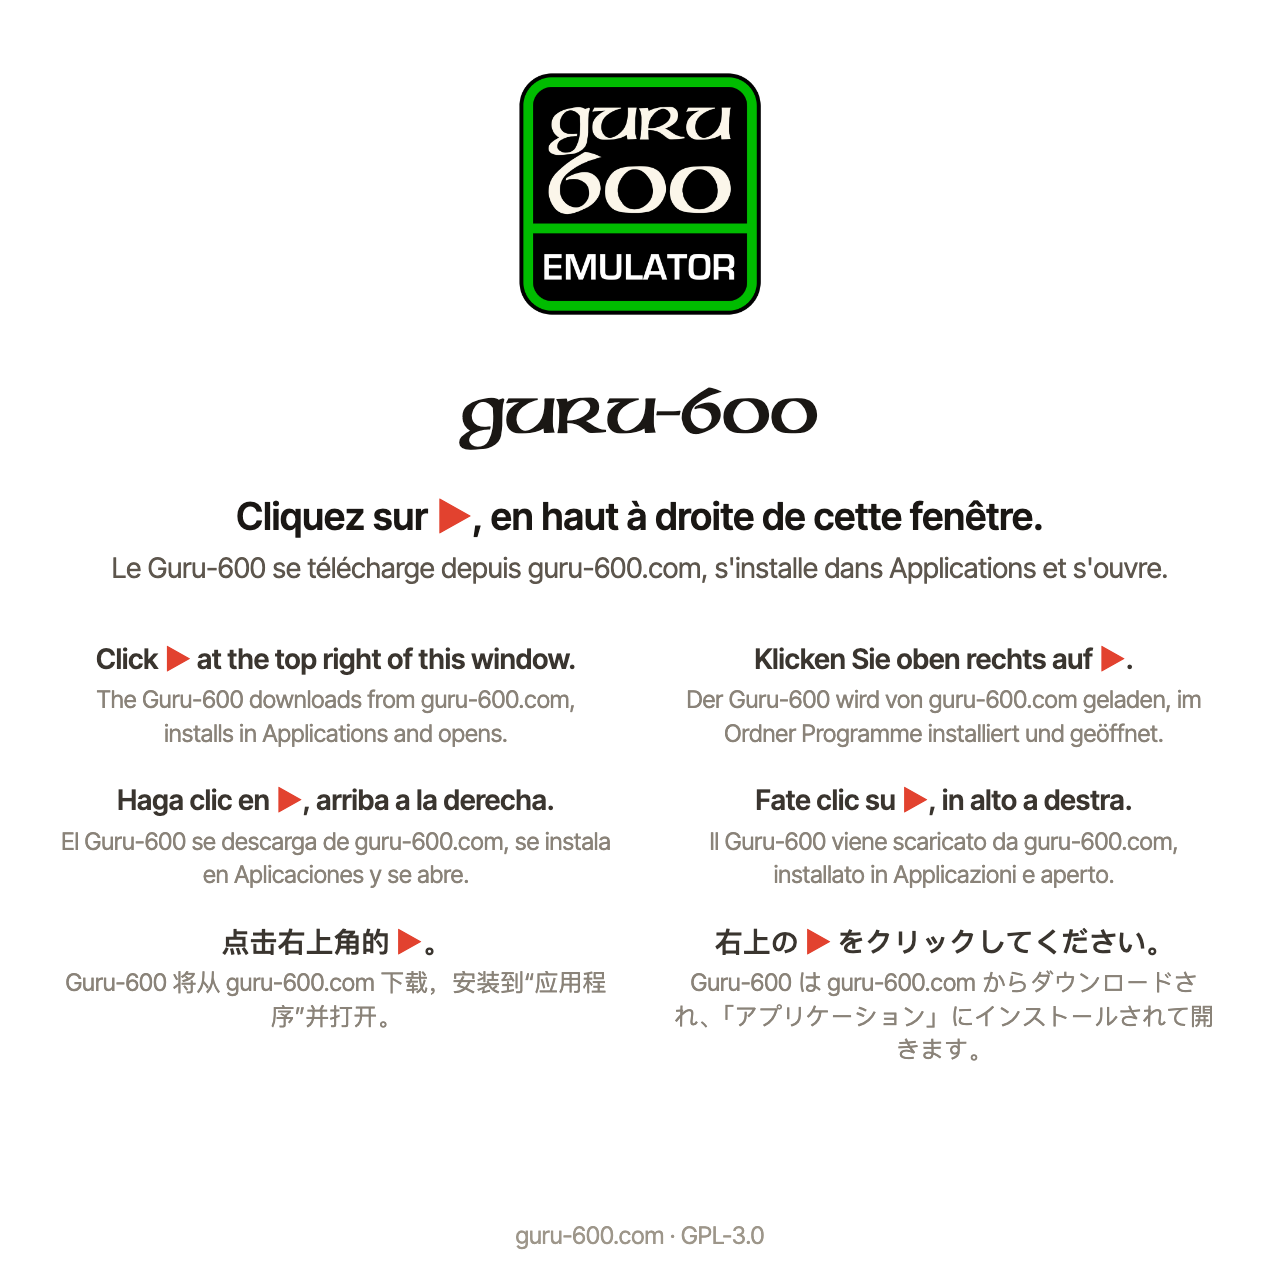 guru
600
EMULATOR
guru-600
Cliquez sur ▶, en haut à droite de cette fenêtre.
Le Guru-600 se télécharge depuis guru-600.com, s'installe dans Applications et s'ouvre.
Click ▶ at the top right of this window.
The Guru-600 downloads from guru-600.com,
installs in Applications and opens.
Klicken Sie oben rechts auf ▶.
Der Guru-600 wird von guru-600.com geladen, im
Ordner Programme installiert und geöffnet.
Haga clic en ▶, arriba a la derecha.
El Guru-600 se descarga de guru-600.com, se instala
en Aplicaciones y se abre.
Fate clic su ▶, in alto a destra.
Il Guru-600 viene scaricato da guru-600.com,
installato in Applicazioni e aperto.
点击右上角的 ▶。
Guru-600 将从 guru-600.com 下载，安装到“应用程
序”并打开。
右上の ▶ をクリックしてください。
Guru-600 は guru-600.com からダウンロードさ
れ、「アプリケーション」にインストールされて開
きます。
guru-600.com · GPL-3.0